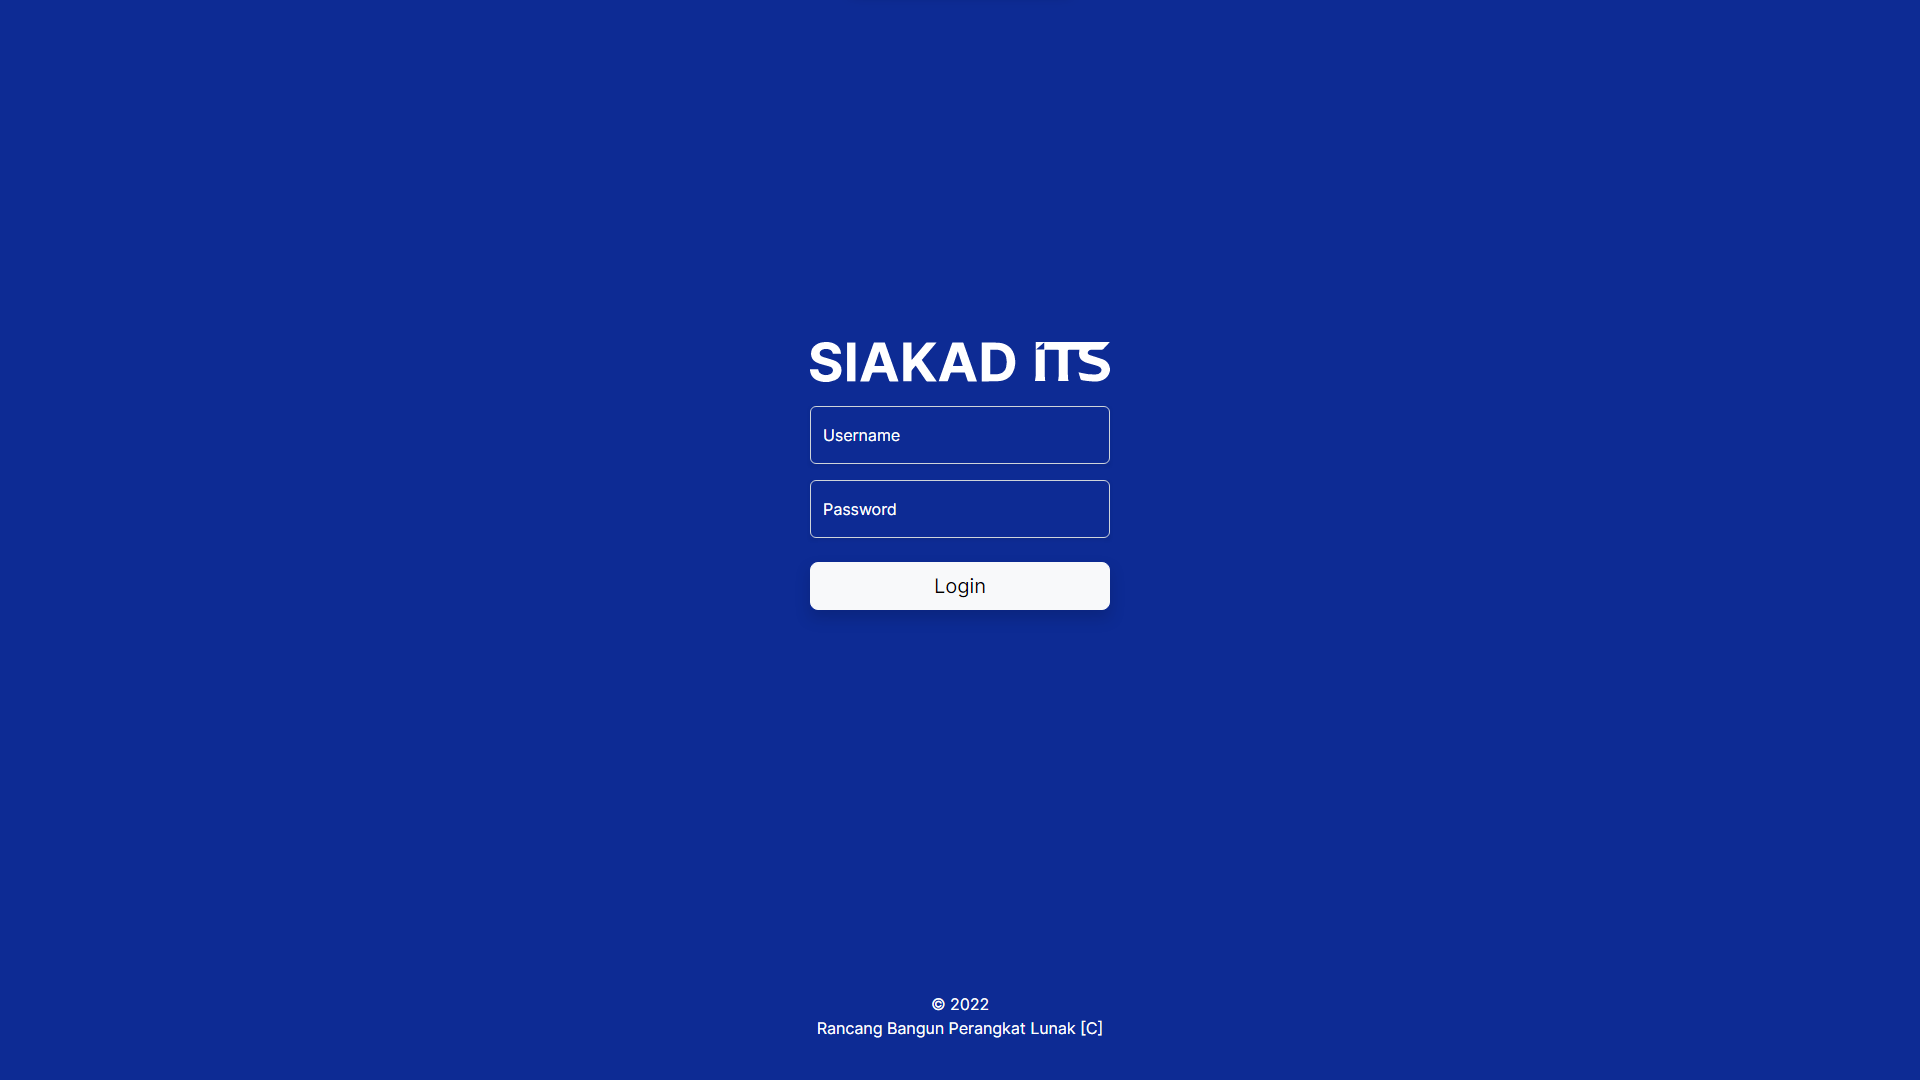 SIAKAD ITS
Username
Password
Login
© 2022
Rancang Bangun Perangkat Lunak [C]